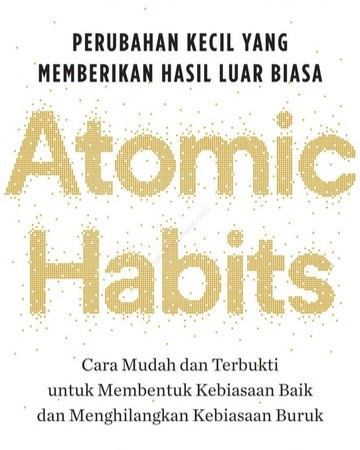 PERUBAHAN KECIL YANG
MEMBERIKAN HASIL LUAR BIASA
Atomic
Habits
Cara Mudah dan Terbukti
untuk Membentuk Kebiasaan Baik
dan Menghilangkan Kebiasaan Buruk